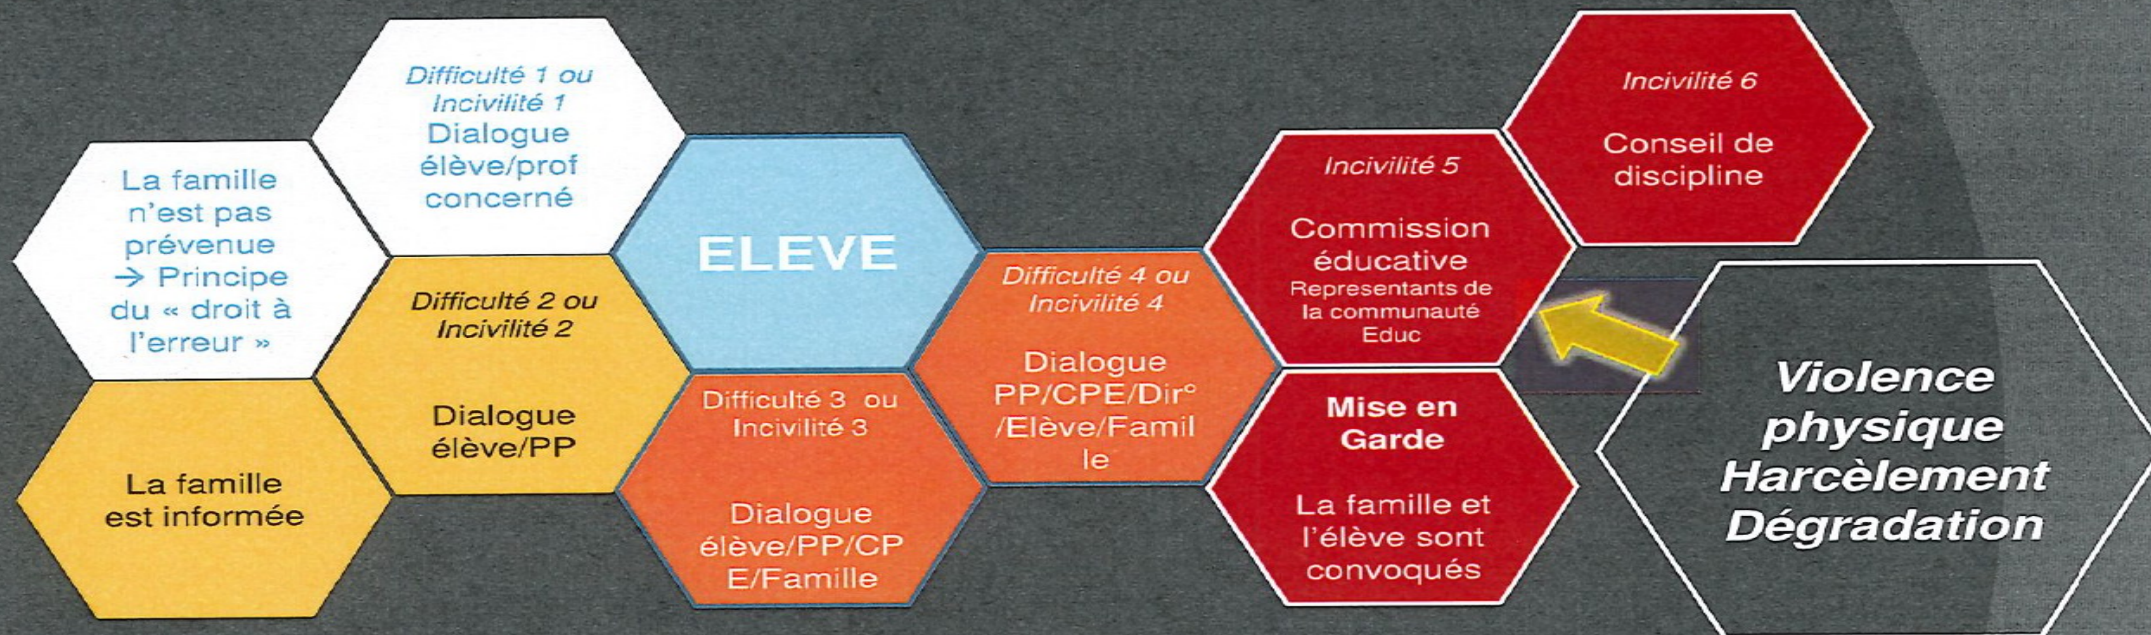 La famille
n'est pas
prévenue
→ Principe
du « droit à
l'erreur »
Difficulté 1 ou
Incivilité 1
Dialogue
élève/prof
concerné
La famille
est informée
Difficulté 2 ou
Incivilité 2
Dialogue
élève/PP
ELEVE
Difficulté 3 ou
Incivilité 3
Dialogue
élève/PP/CP
E/Famille
Difficulté 4 ou
Incivilité 4
Dialogue
PP/CPE/Dir°
/Elève/Famil
le
Incivilité 5
Commission
éducative
Representants de
la communauté
Educ
Mise en
Garde
La famille et
l'élève sont
convoqués
Incivilité 6
Conseil de
discipline
Violence
physique
Harcèlement
Dégradation